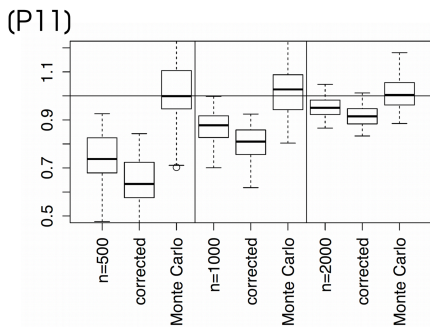 (P11)
1.1
0.9
0.7
0.5
n=500
corrected
Monte Carlo
n=1000
corrected
Monte Carlo
n=2000
corrected
Monte Carlo